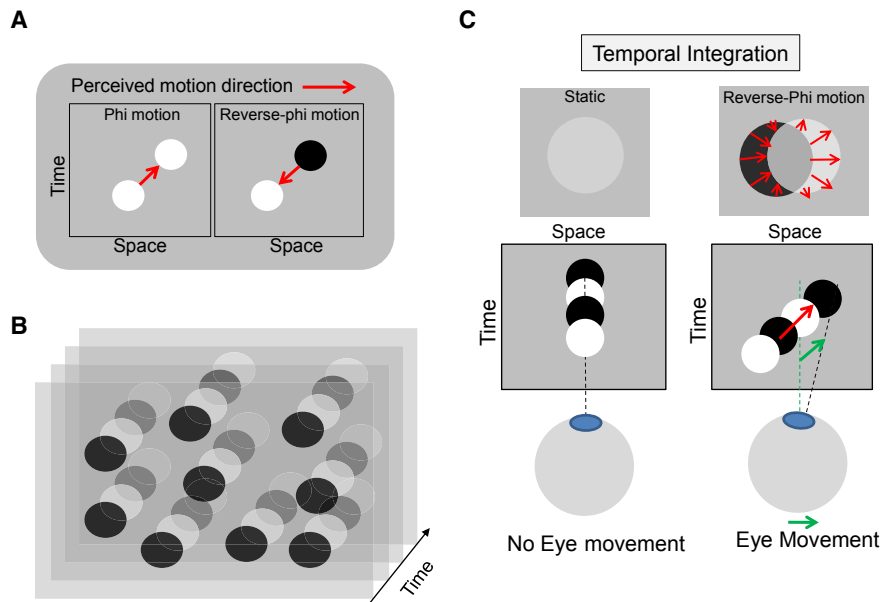 A
Perceived motion direction
Phi motion
Reverse-phi motion
Time
Space
Space
B
Time
C
Temporal Integration
Static
Reverse-Phi motion
Space
Space
Time
Time
No Eye movement
Eye Movement